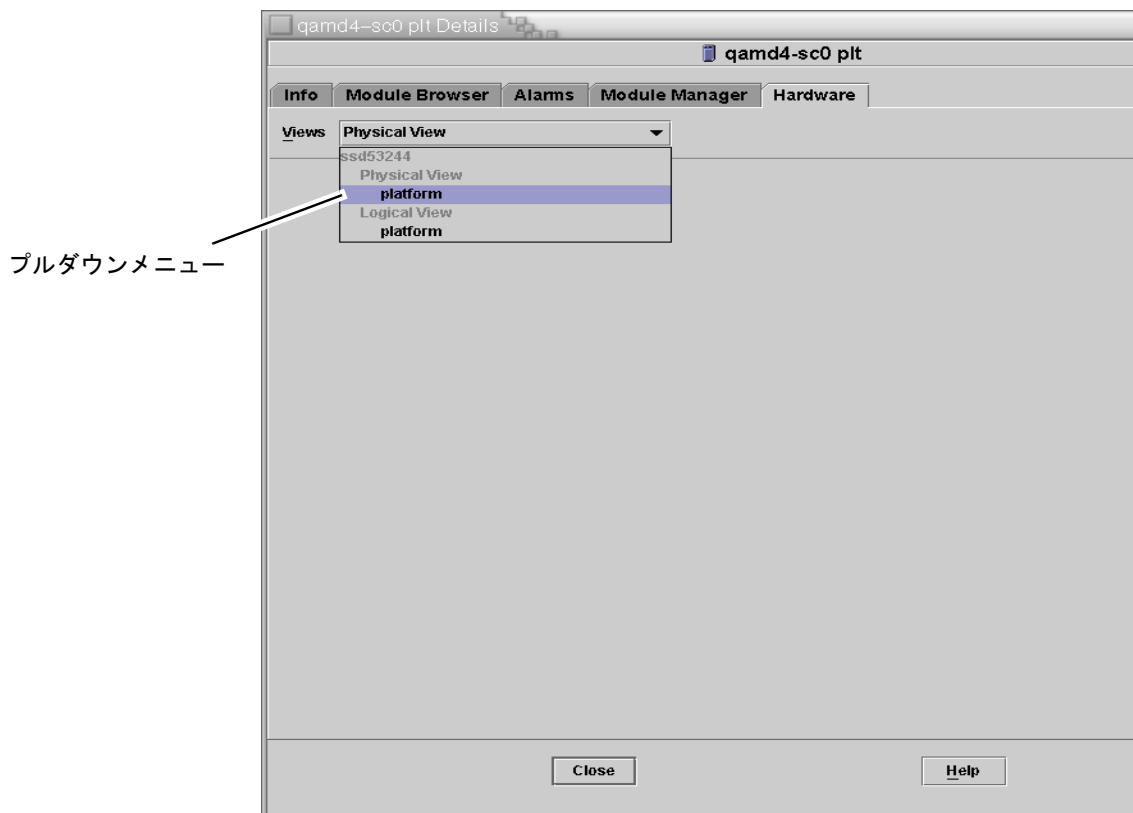 qamd4–sc0 plt Details
qamd4-sc0 plt
Info Module Browser Alarms Module Manager Hardware
Views Physical View
ssd53244
Physical View
platform
Logical View
platform
プルダウンメニュー
Close Help